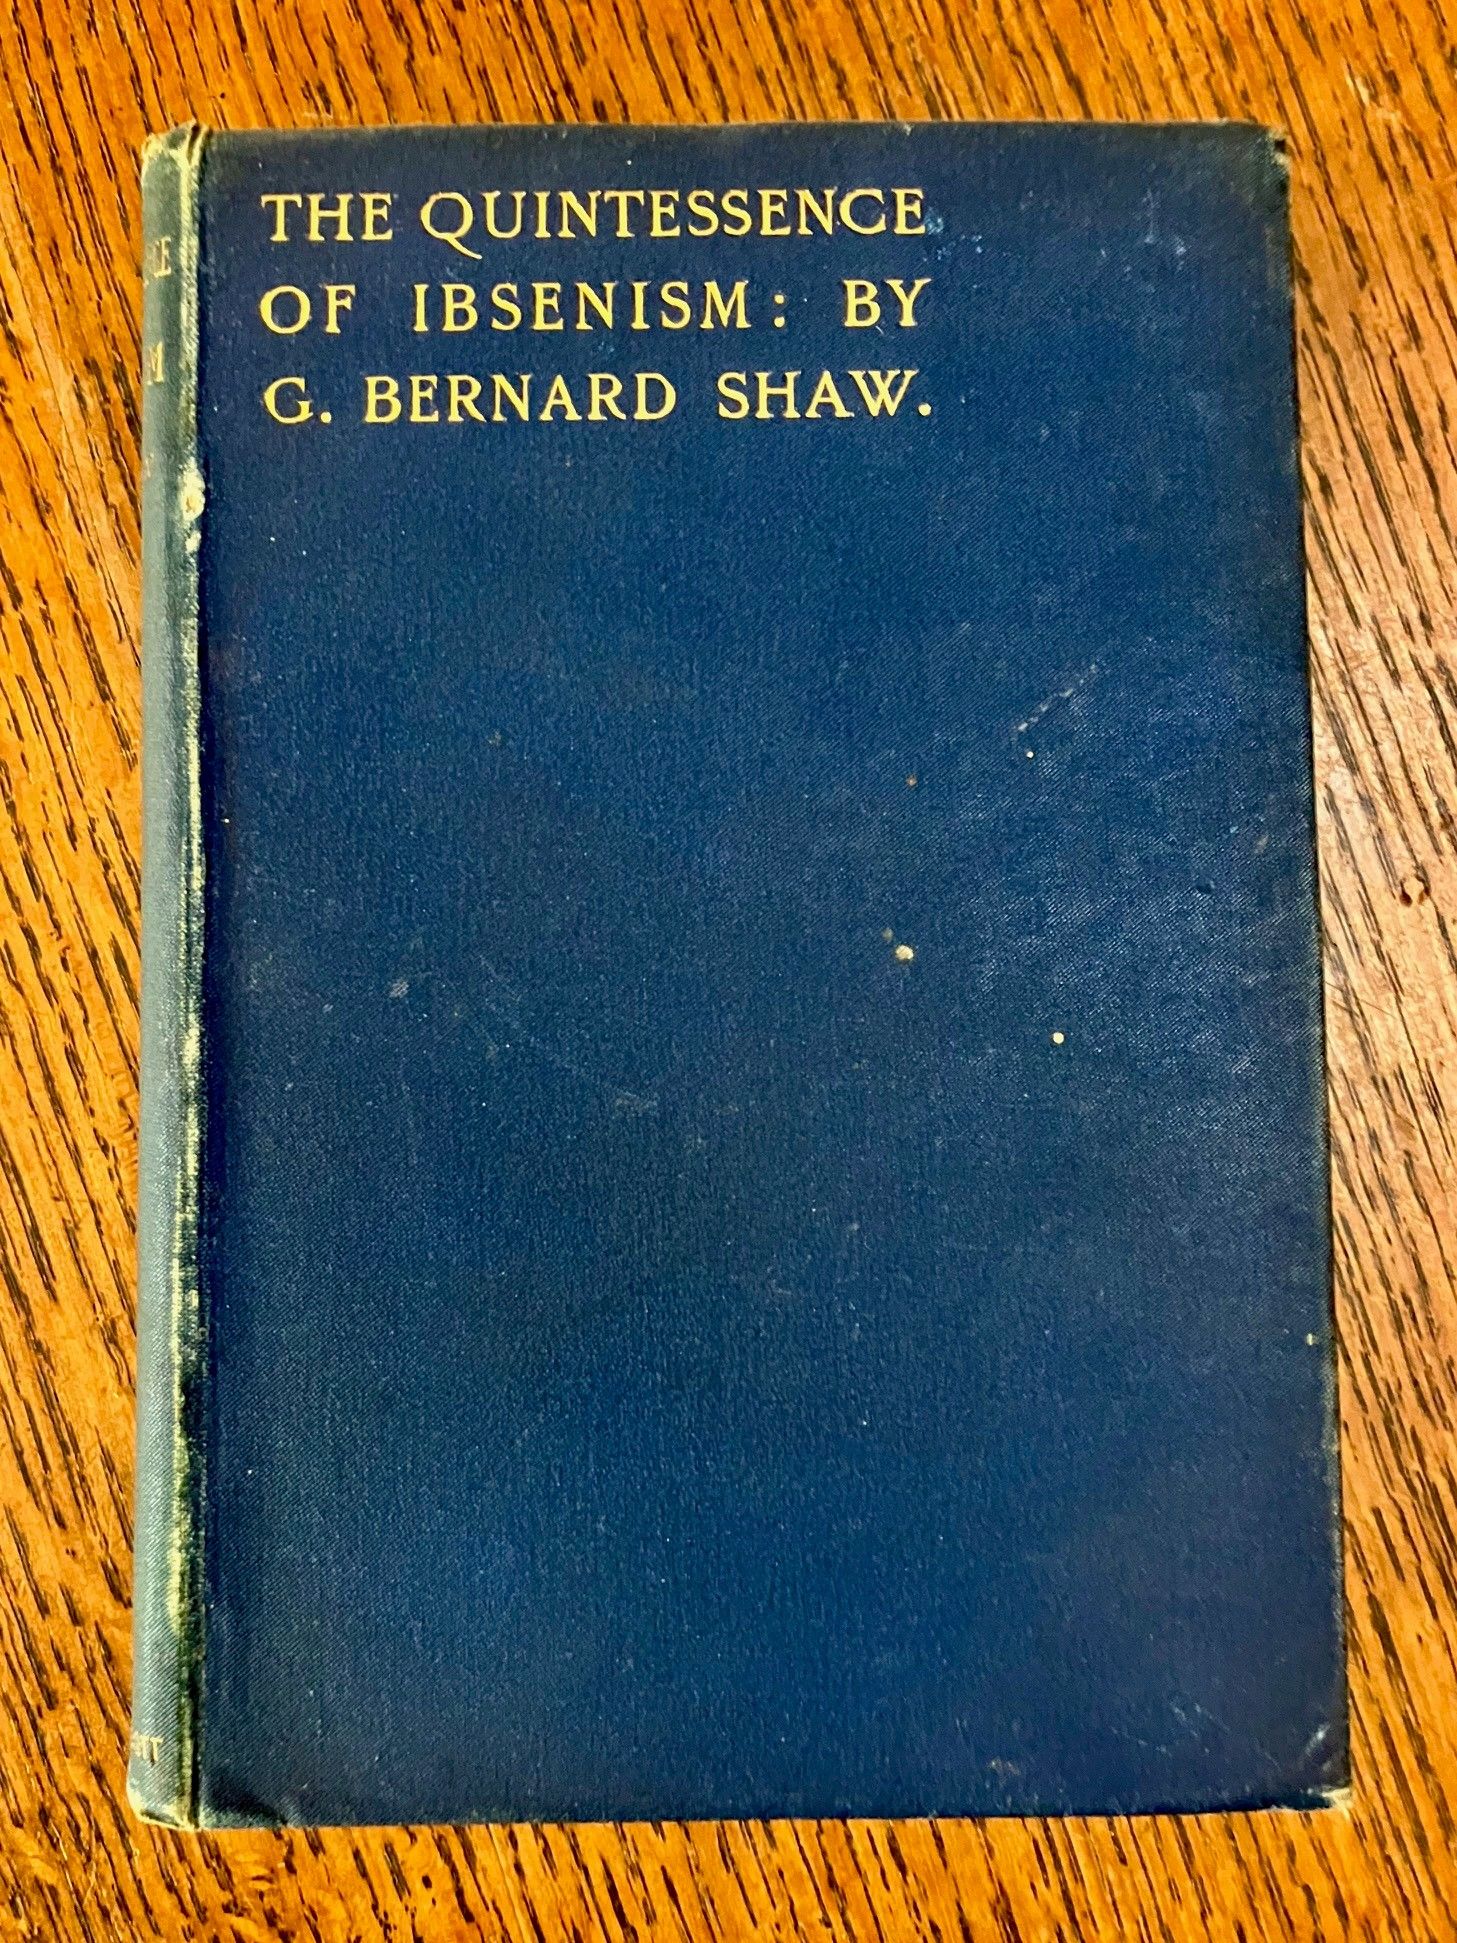 THE QUINTESSENCE
OF IBSENISM: BY
G. BERNARD SHAW.